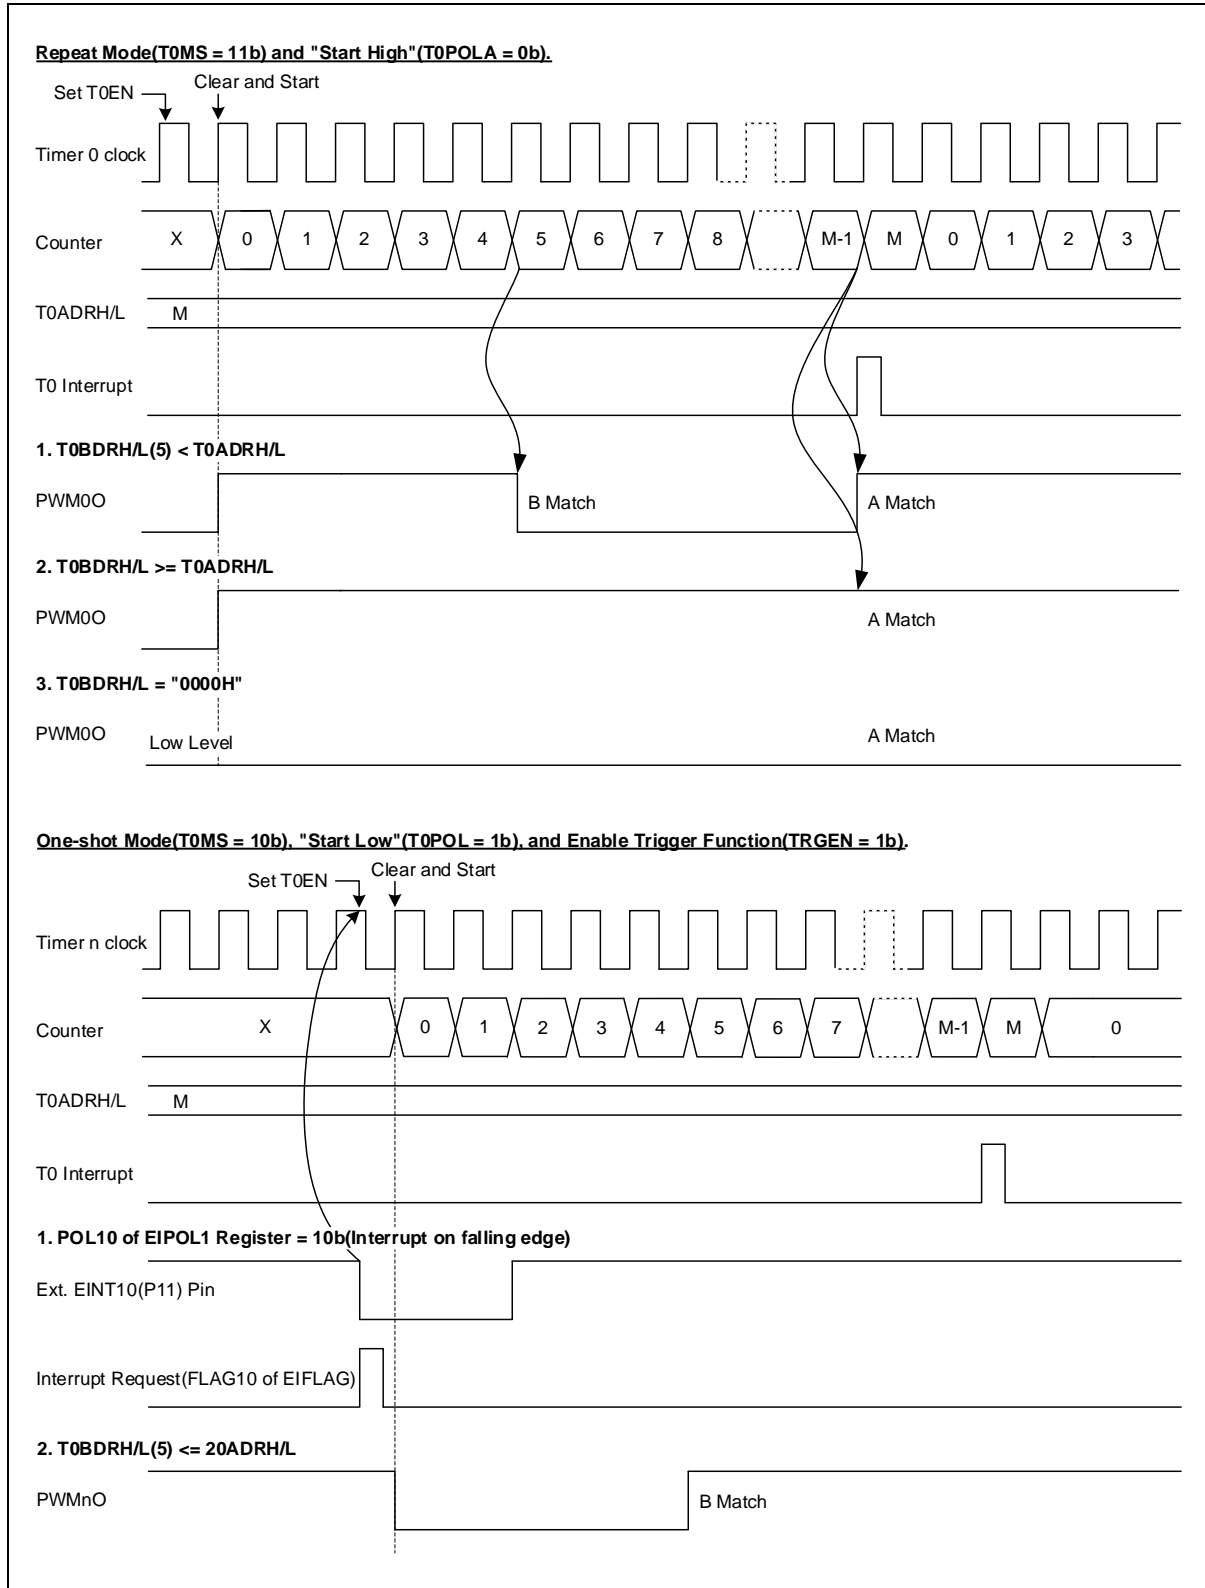 Repeat Mode(T0MS = 11b) and "Start High"(T0POLA = 0b).
Clear and Start
Set T0EN
Timer 0 clock
Counter X 0 1 2 3 4 5 6 7 8 M-1 M 0 1 2 3
T0ADRH/L M
T0 Interrupt
1. T0BDRH/L(5) < T0ADRH/L
PWM0O B Match A Match
2. T0BDRH/L >= T0ADRH/L
PWM0O A Match
3. T0BDRH/L = "0000H"
PWM0O Low Level A Match
One-shot Mode(T0MS = 10b), "Start Low"(T0POL = 1b), and Enable Trigger Function(TRGEN = 1b).
Set T0EN Clear and Start
Timer n clock
Counter X 0 1 2 3 4 5 6 7 M-1 M 0
T0ADRH/L M
T0 Interrupt
1. POL10 of EIPOL1 Register = 10b(Interrupt on falling edge)
Ext. EINT10(P11) Pin
Interrupt Request(FLAG10 of EIFLAG)
2. T0BDRH/L(5) <= 20ADRH/L
PWMnO B Match